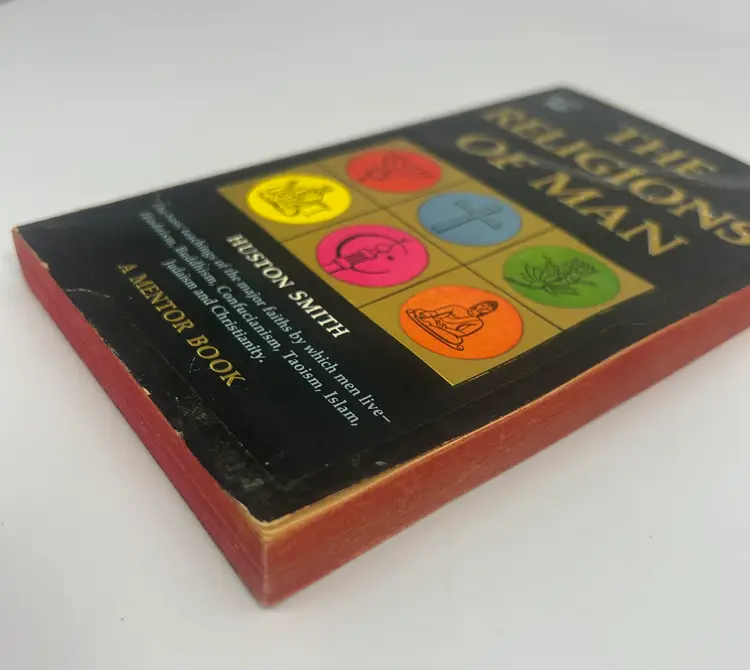 THE
RELIGIONS
OF MAN
HUSTON SMITH
The basic teachings of the major faiths by which men live—
Hinduism, Buddhism, Confucianism, Taoism, Islam,
Judaism and Christianity.
A MENTOR BOOK